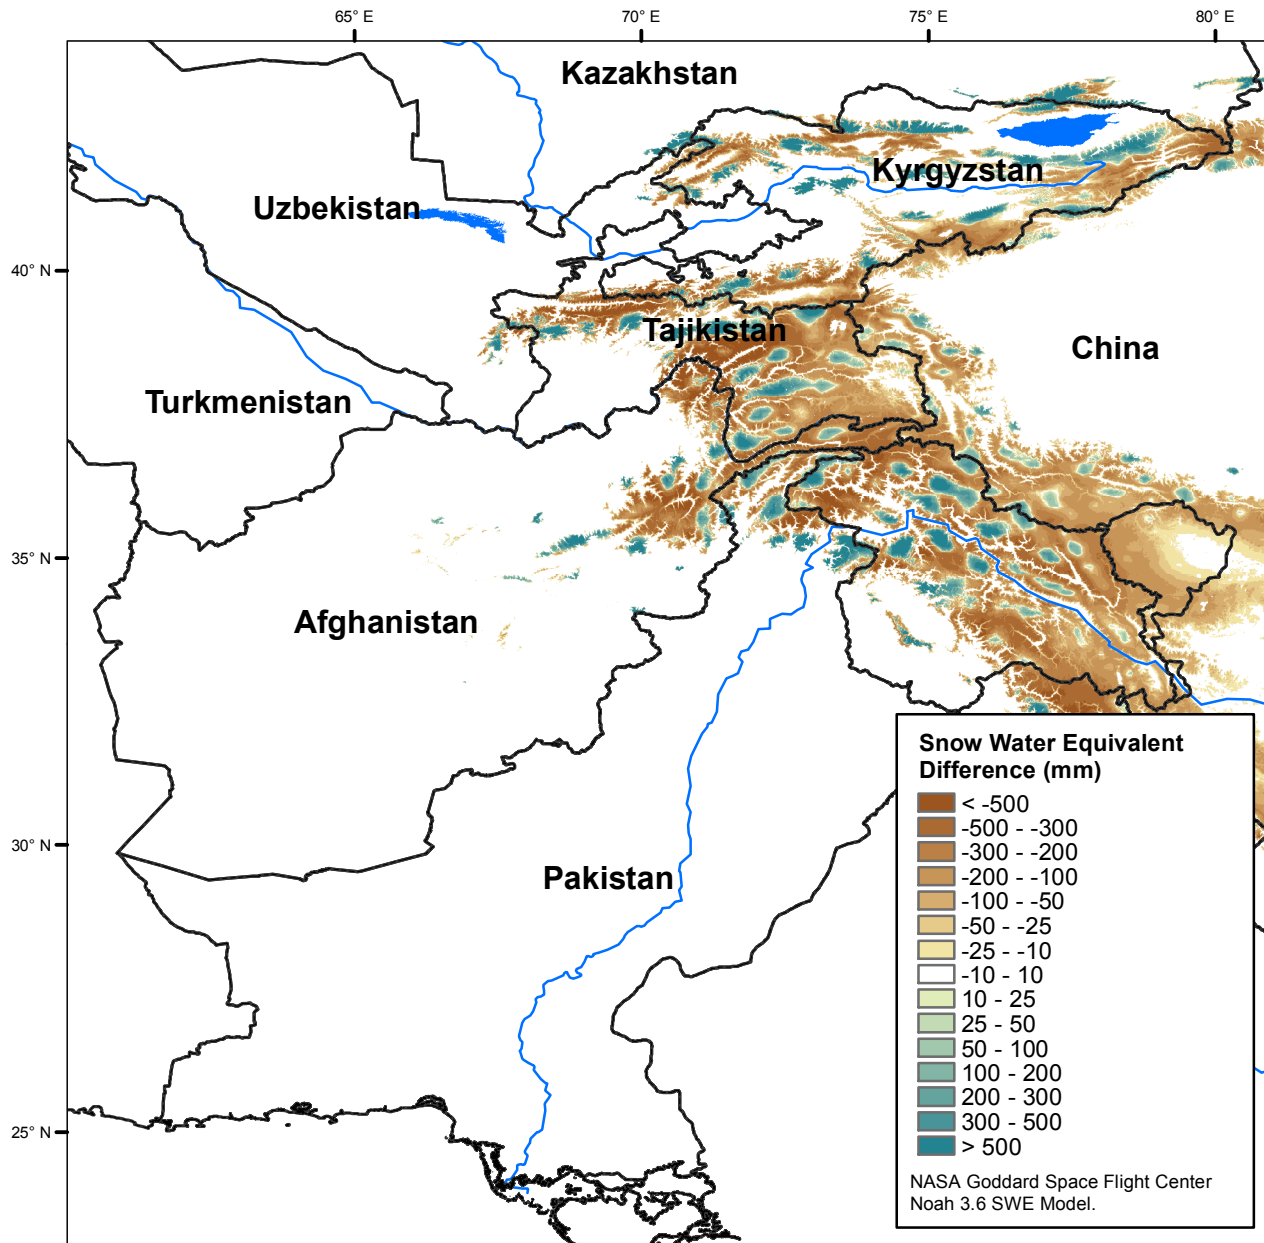 65° E
70° E
75° E
80° E
Kazakhstan
Kyrgyzstan
Uzbekistan
40° N
Tajikistan
China
Turkmenistan
35° N
Afghanistan
30° N
Pakistan
25° N
Snow Water Equivalent
Difference (mm)
< -500
-500 - -300
-300 - -200
-200 - -100
-100 - -50
-50 - -25
-25 - -10
-10 - 10
10 - 25
25 - 50
50 - 100
100 - 200
200 - 300
300 - 500
> 500
NASA Goddard Space Flight Center
Noah 3.6 SWE Model.